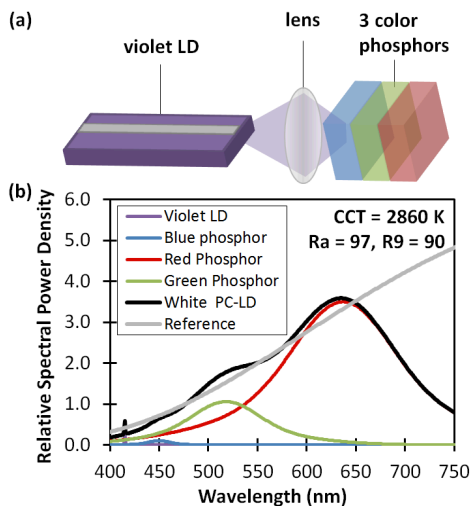 (a)
violet LD
lens
3 color
phosphors
(b)
Relative Spectral Power Density
6.0
5.0
4.0
3.0
2.0
1.0
0.0
Violet LD
Blue phosphor
Red Phosphor
Green Phosphor
White PC-LD
Reference
CCT = 2860 K
Ra = 97, R9 = 90
400 450 500 550 600 650 700 750
Wavelength (nm)